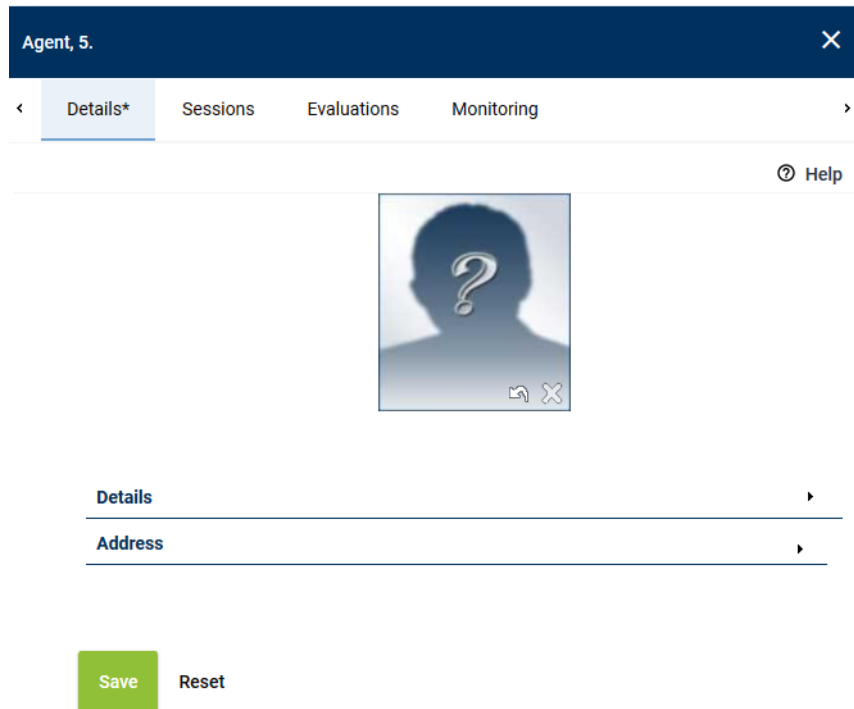 Agent, 5.
Details* Sessions Evaluations Monitoring
Help
?
Details
Address
Save Reset